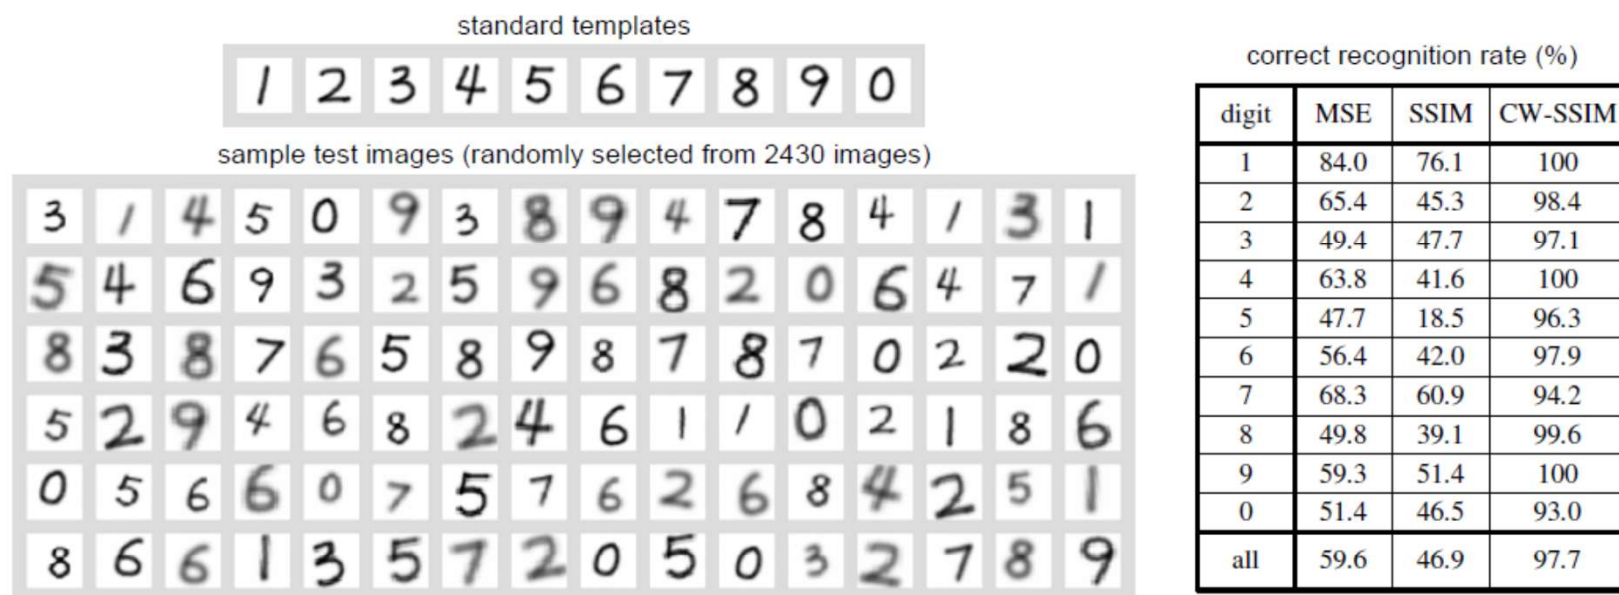 standard templates
1 2 3 4 5 6 7 8 9 0
sample test images (randomly selected from 2430 images)
3 1 4 5 0 9 3 8 9 4 7 8 4 1 3 1
5 4 6 9 3 2 5 9 6 8 2 0 6 4 7 1
8 3 8 7 6 5 8 9 8 7 8 7 0 2 2 0
5 2 9 4 6 8 2 4 6 1 1 0 2 1 8 6
0 5 6 6 0 7 5 7 6 2 6 8 4 2 5 1
8 6 6 1 3 5 7 2 0 5 0 3 2 7 8 9
correct recognition rate (%)
digit MSE SSIM CW-SSIM
1 84.0 76.1 100
2 65.4 45.3 98.4
3 49.4 47.7 97.1
4 63.8 41.6 100
5 47.7 18.5 96.3
6 56.4 42.0 97.9
7 68.3 60.9 94.2
8 49.8 39.1 99.6
9 59.3 51.4 100
0 51.4 46.5 93.0
all 59.6 46.9 97.7